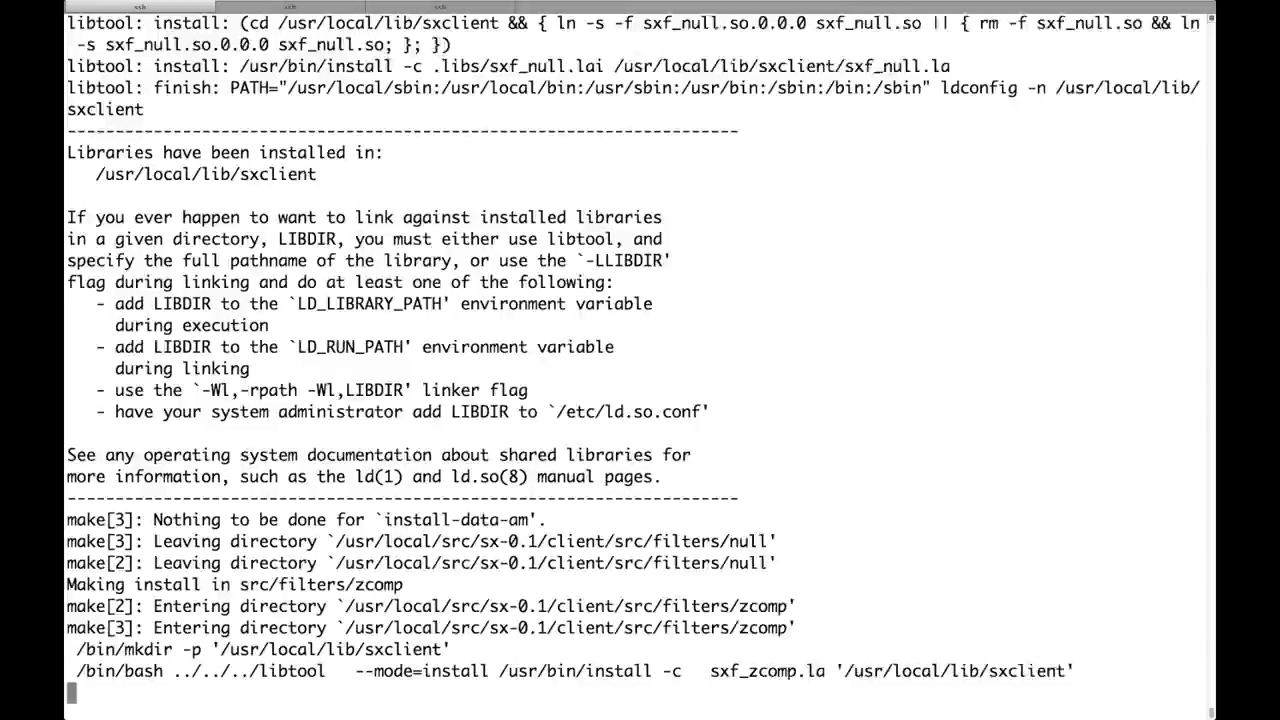 ssh ssh ssh
libtool: install: (cd /usr/local/lib/sxclient && { ln -s -f sxf_null.so.0.0.0 sxf_null.so || { rm -f sxf_null.so && ln
-s sxf_null.so.0.0.0 sxf_null.so; }; })
libtool: install: /usr/bin/install -c .libs/sxf_null.lai /usr/local/lib/sxclient/sxf_null.la
libtool: finish: PATH="/usr/local/sbin:/usr/local/bin:/usr/sbin:/usr/bin:/sbin:/bin:/sbin" ldconfig -n /usr/local/lib/
sxclient
----------------------------------------------------------------------
Libraries have been installed in:
   /usr/local/lib/sxclient

If you ever happen to want to link against installed libraries
in a given directory, LIBDIR, you must either use libtool, and
specify the full pathname of the library, or use the `-LLIBDIR'
flag during linking and do at least one of the following:
   - add LIBDIR to the `LD_LIBRARY_PATH' environment variable
     during execution
   - add LIBDIR to the `LD_RUN_PATH' environment variable
     during linking
   - use the `-Wl,-rpath -Wl,LIBDIR' linker flag
   - have your system administrator add LIBDIR to `/etc/ld.so.conf'

See any operating system documentation about shared libraries for
more information, such as the ld(1) and ld.so(8) manual pages.
----------------------------------------------------------------------
make[3]: Nothing to be done for `install-data-am'.
make[3]: Leaving directory `/usr/local/src/sx-0.1/client/src/filters/null'
make[2]: Leaving directory `/usr/local/src/sx-0.1/client/src/filters/null'
Making install in src/filters/zcomp
make[2]: Entering directory `/usr/local/src/sx-0.1/client/src/filters/zcomp'
make[3]: Entering directory `/usr/local/src/sx-0.1/client/src/filters/zcomp'
 /bin/mkdir -p '/usr/local/lib/sxclient'
 /bin/bash ../../../libtool   --mode=install /usr/bin/install -c   sxf_zcomp.la '/usr/local/lib/sxclient'